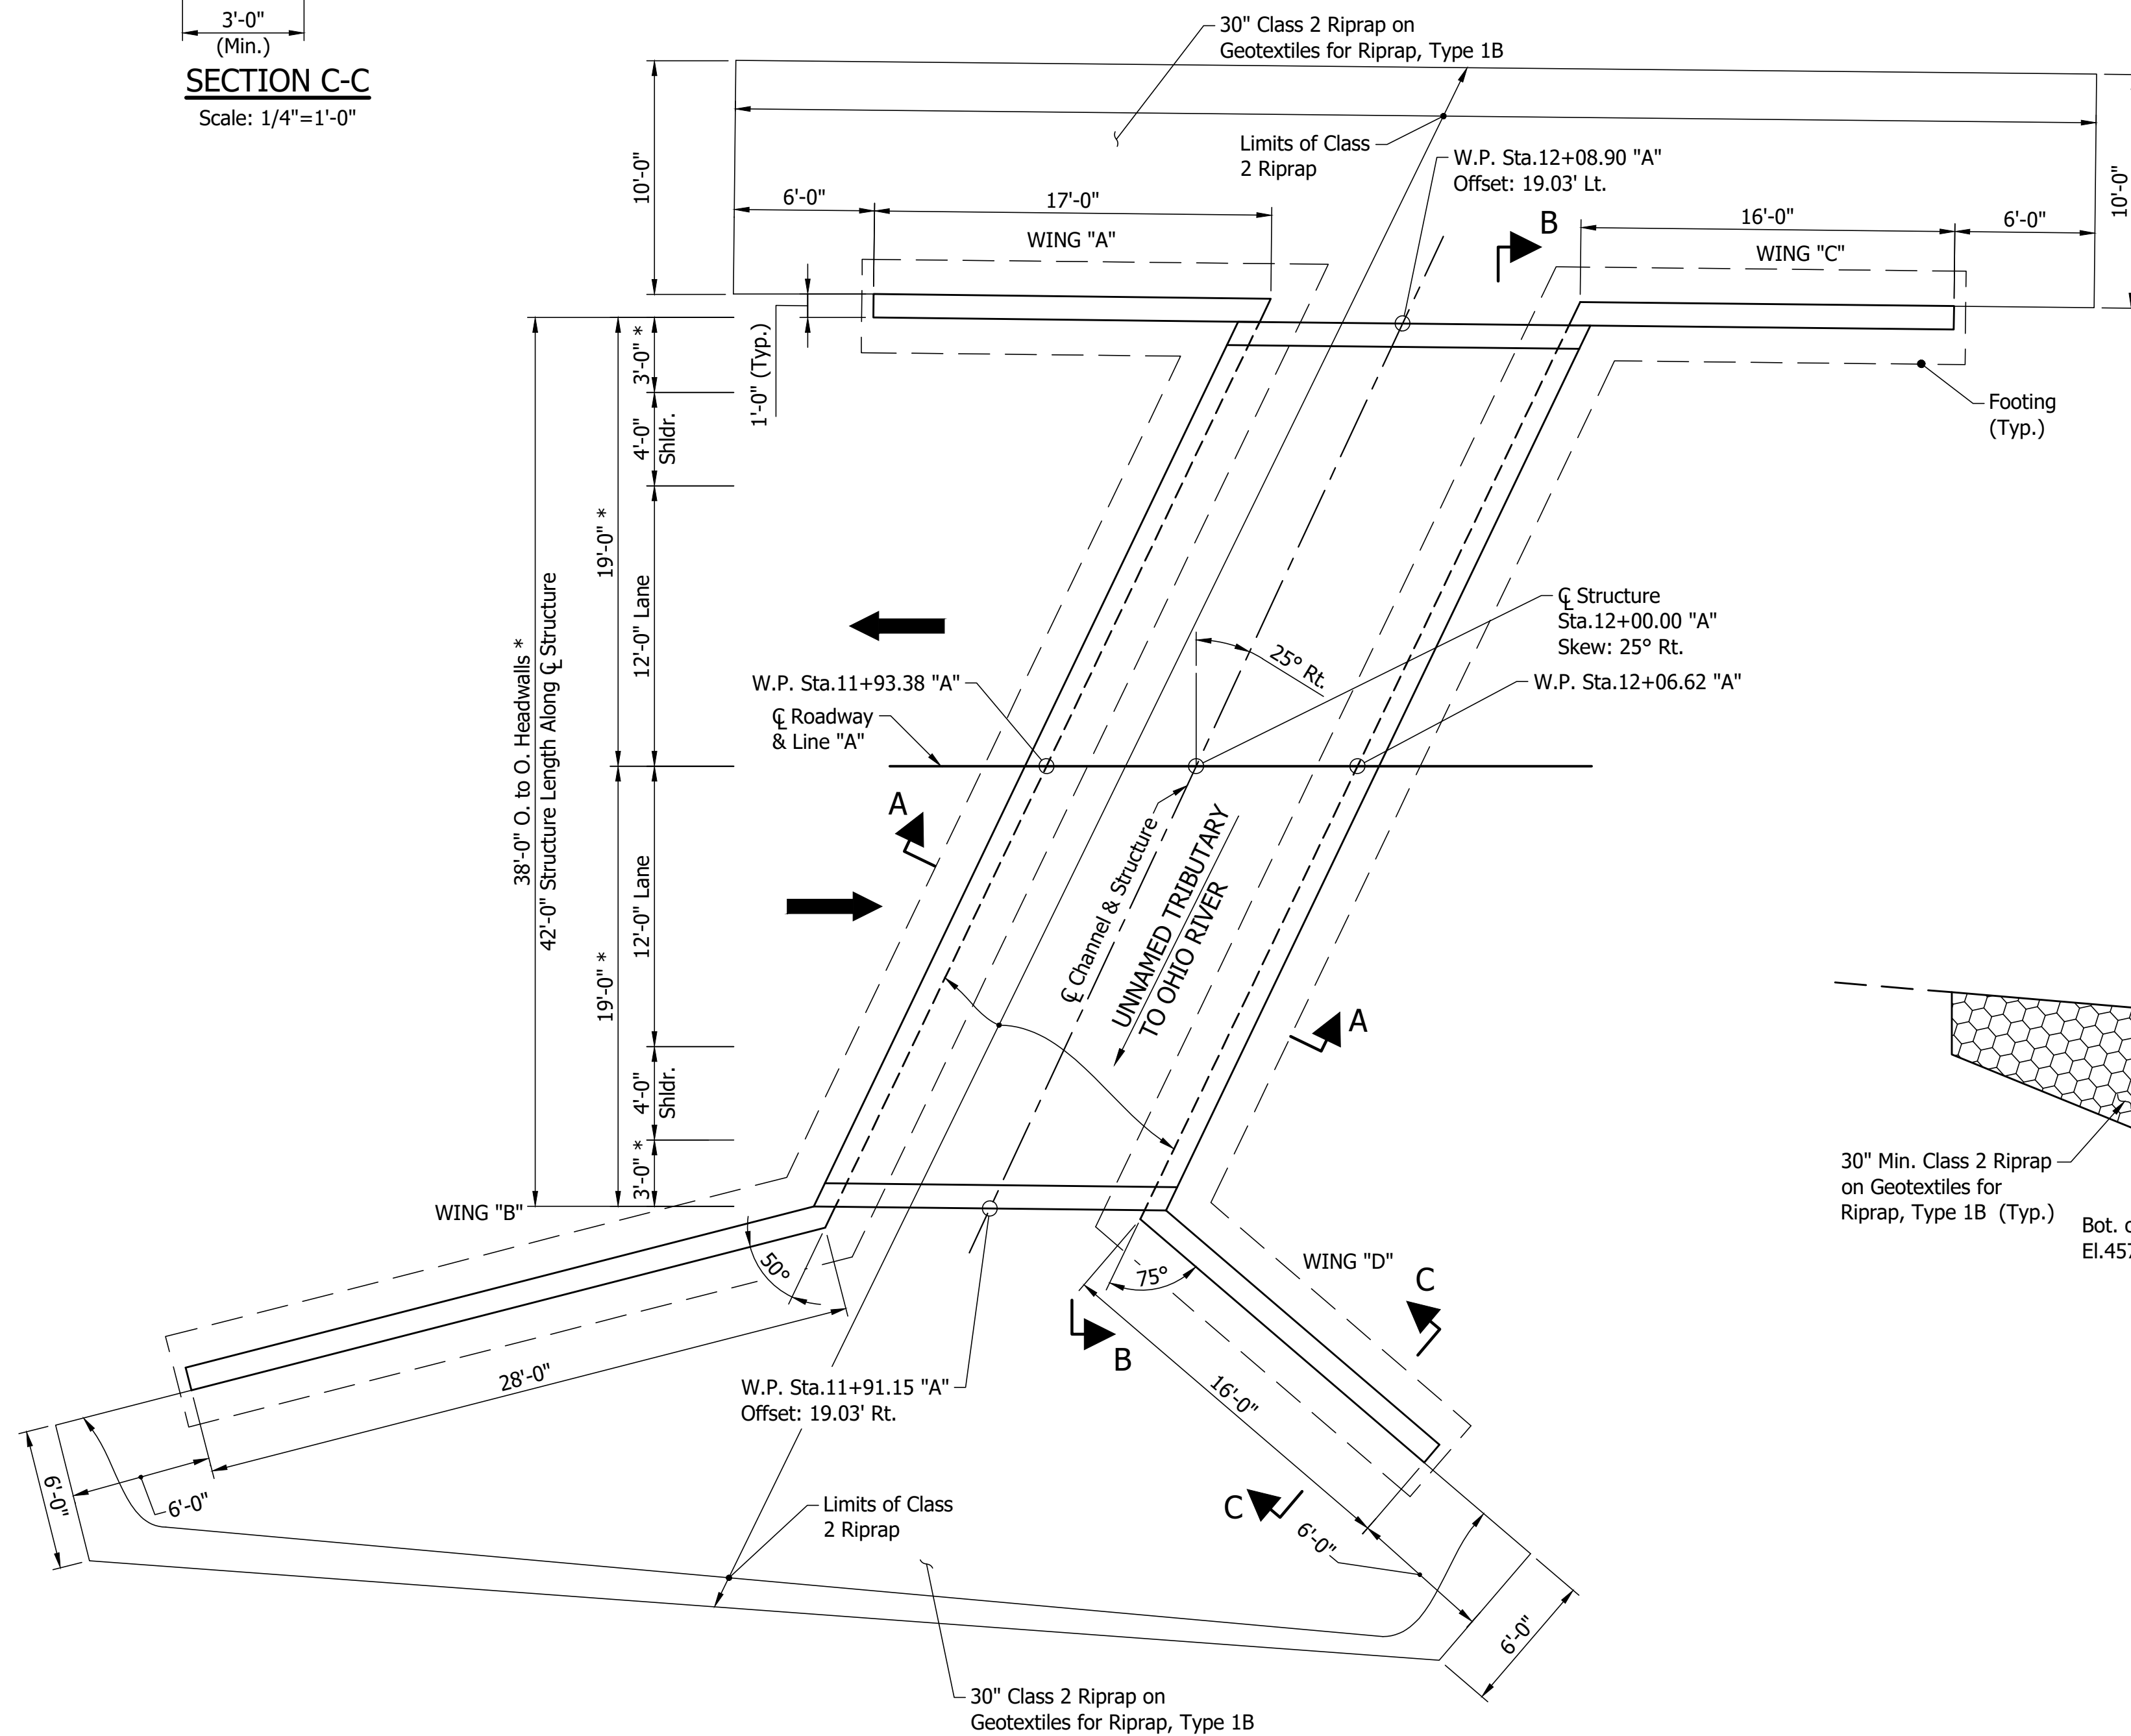 3'-0"
(Min.)
SECTION C-C
Scale: 1/4"=1'-0"
30" Class 2 Riprap on
Geotextiles for Riprap, Type 1B
Limits of Class
2 Riprap
W.P. Sta.12+08.90 "A"
Offset: 19.03' Lt.
10'-0"
10'-0"
6'-0"
17'-0"
WING "A"
B
16'-0"
6'-0"
WING "C"
1'-0" (Typ.)
3'-0" *
4'-0"
Shldr.
Footing
(Typ.)
19'-0" *
12'-0" Lane
38'-0" O. to O. Headwalls *
42'-0" Structure Length Along ℄ Structure
℄ Structure
Sta.12+00.00 "A"
Skew: 25° Rt.
25° Rt.
W.P. Sta.11+93.38 "A"
W.P. Sta.12+06.62 "A"
℄ Roadway
& Line "A"
A
℄ Channel & Structure
UNNAMED TRIBUTARY
TO OHIO RIVER
12'-0" Lane
19'-0" *
A
4'-0"
Shldr.
3'-0" *
30" Min. Class 2 Riprap
on Geotextiles for
Riprap, Type 1B (Typ.)
Bot. 
El.457
WING "B"
50°
75°
WING "D"
C
B
28'-0"
16'-0"
W.P. Sta.11+91.15 "A"
Offset: 19.03' Rt.
6'-0"
6'-0"
Limits of Class
2 Riprap
C
6'-0"
6'-0"
30" Class 2 Riprap on
Geotextiles for Riprap, Type 1B